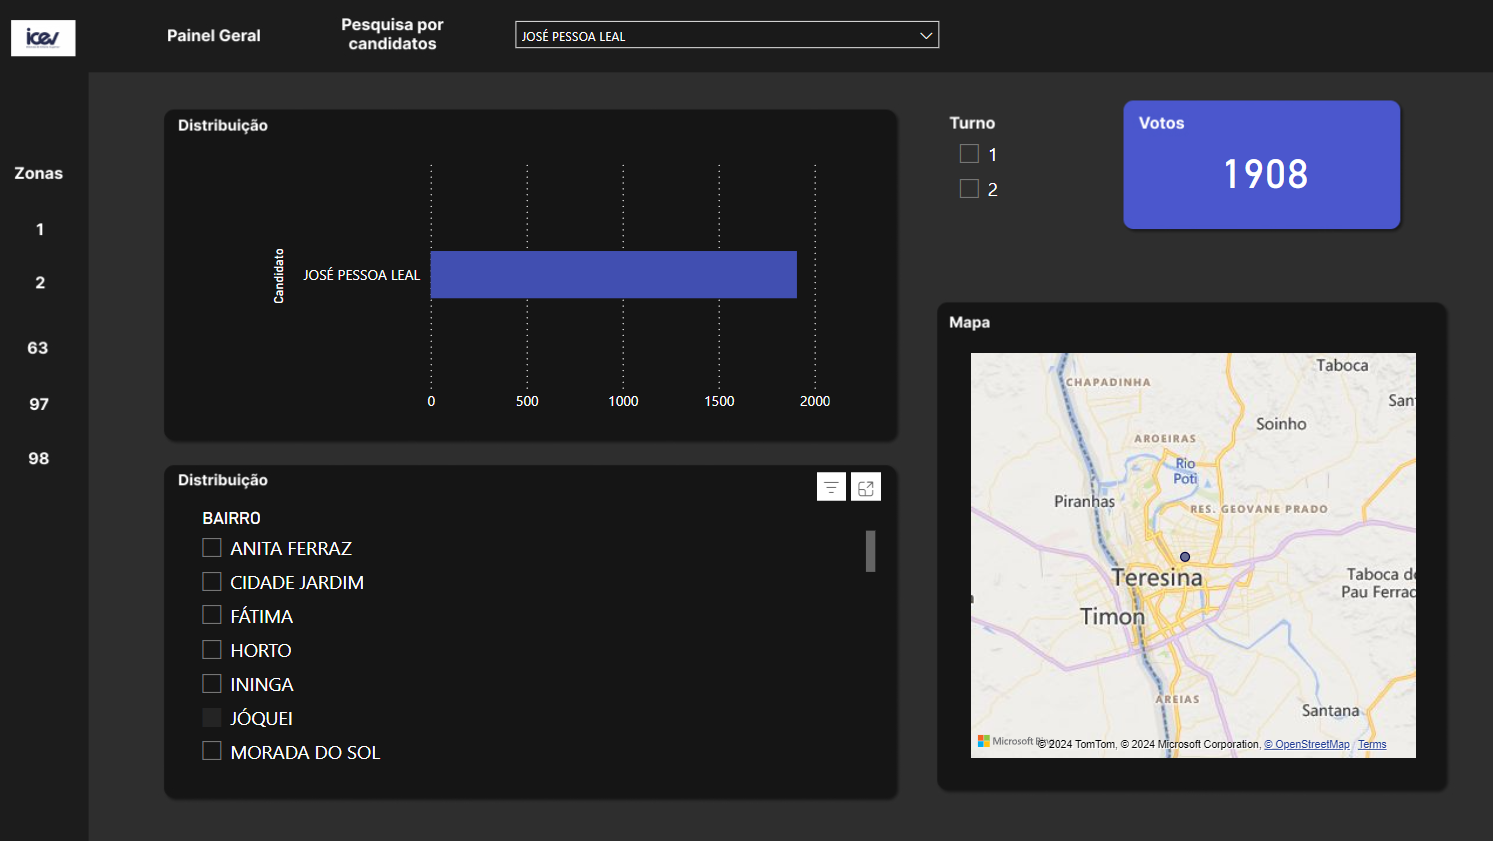 icev
Painel Geral
Pesquisa por
candidatos
JOSÉ PESSOA LEAL
Zonas
1
2
63
97
98
Distribuição
Candidato
JOSÉ PESSOA LEAL
0 500 1000 1500 2000
Turno
1
2
Votos
1908
Distribuição
BAIRRO
ANITA FERRAZ
CIDADE JARDIM
FÁTIMA
HORTO
ININGA
JÓQUEI
MORADA DO SOL
Mapa
Taboca
CHAPADINHA
Soinho
AROEIRAS
Rio
Poti
Piranhas
RES. GEOVANE PRADO
Teresina
Taboca d
Pau Ferrad
Timon
AREIAS
Santana
Microsoft
© 2024 TomTom, © 2024 Microsoft Corporation, © OpenStreetMap Terms